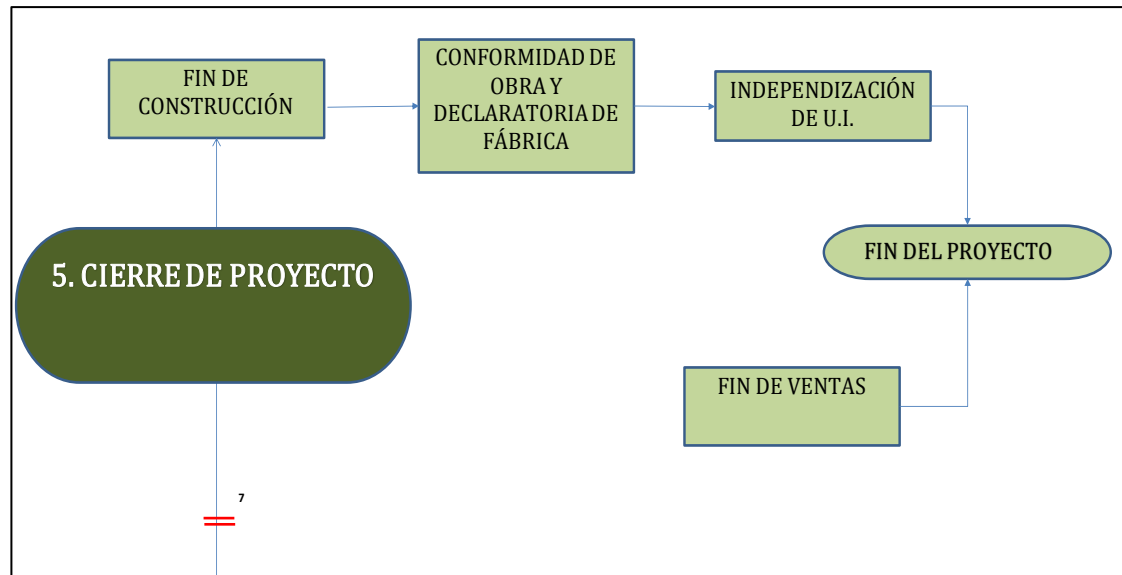 FIN DE
CONSTRUCCIÓN
CONFORMIDAD DE
OBRA Y
DECLARATORIA DE
FÁBRICA
INDEPENDIZACIÓN
DE U.I.
5. CIERRE DE PROYECTO
FIN DEL PROYECTO
FIN DE VENTAS
7